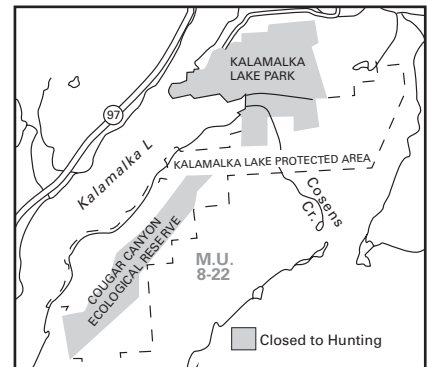 KALAMALKA
LAKE PARK
97
Kalamalka L
KALAMALKA LAKE PROTECTED AREA
Cosens
Cr.
COUGAR CANYON
ECOLOGICAL RESERVE
M.U.
8-22
Closed to Hunting